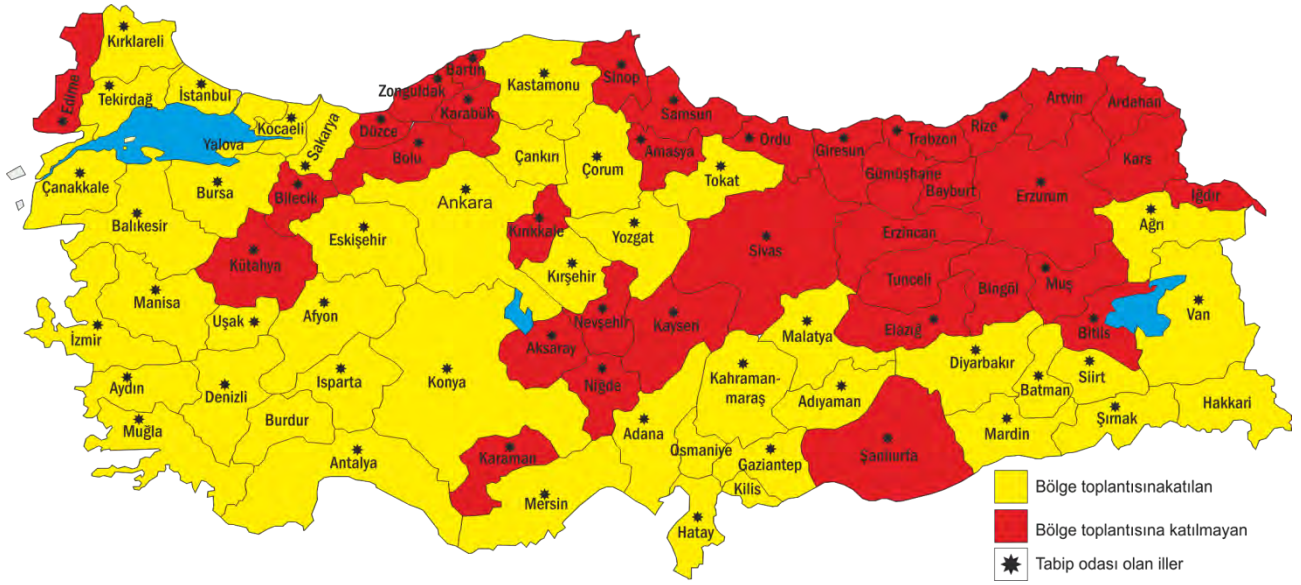 Kırklareli
Edirne
Tekirdağ
İstanbul
Kocaeli
Yalova
Sakarya
Zonguldak
Bartın
Karabük
Düzce
Bolu
Kastamonu
Sinop
Samsun
Ordu
Giresun
Trabzon
Rize
Artvin
Ardahan
Kars
Iğdır
Çanakkale
Bursa
Bilecik
Ankara
Çankırı
Çorum
Amasya
Tokat
Gümüşhane
Bayburt
Erzurum
Ağrı
Balıkesir
Eskişehir
Kütahya
Kırıkkale
Yozgat
Sivas
Erzincan
Kırşehir
Tunceli
Bingöl
Muş
Manisa
Uşak
Afyon
Nevşehir
Kayseri
Malatya
Elazığ
Bitlis
Van
İzmir
Aksaray
Aydın
Denizli
Isparta
Konya
Niğde
Kahraman-
maraş
Adıyaman
Diyarbakır
Batman
Siirt
Muğla
Burdur
Adana
Mardin
Şırnak
Hakkari
Antalya
Karaman
Osmaniye
Gaziantep
Şanlıurfa
Mersin
Kilis
Hatay
Bölge toplantısınakatılan
Bölge toplantısına katılmayan
Tabip odası olan iller